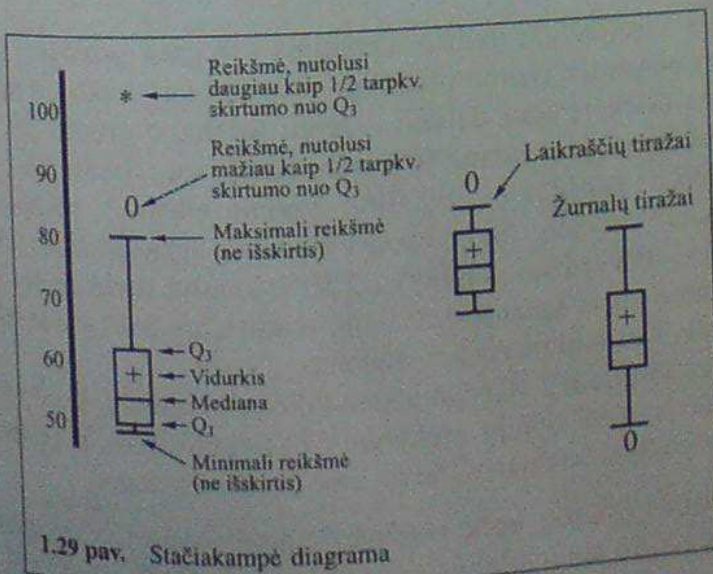 Reikšmė, nutolusi
daugiau kaip 1/2 tarpkv.
skirtumo nuo Q₃
*
100
Reikšmė, nutolusi
mažiau kaip 1/2 tarpkv.
skirtumo nuo Q₃
90
0
Maksimali reikšmė
(ne išskirtis)
80
70
60
50
Q₃
+
Vidurkis
Mediana
Q₁
Minimali reikšmė
(ne išskirtis)
Laikraščių tiražai
0
+
Žurnalų tiražai
+
0
1.29 pav. Stačiakampė diagrama